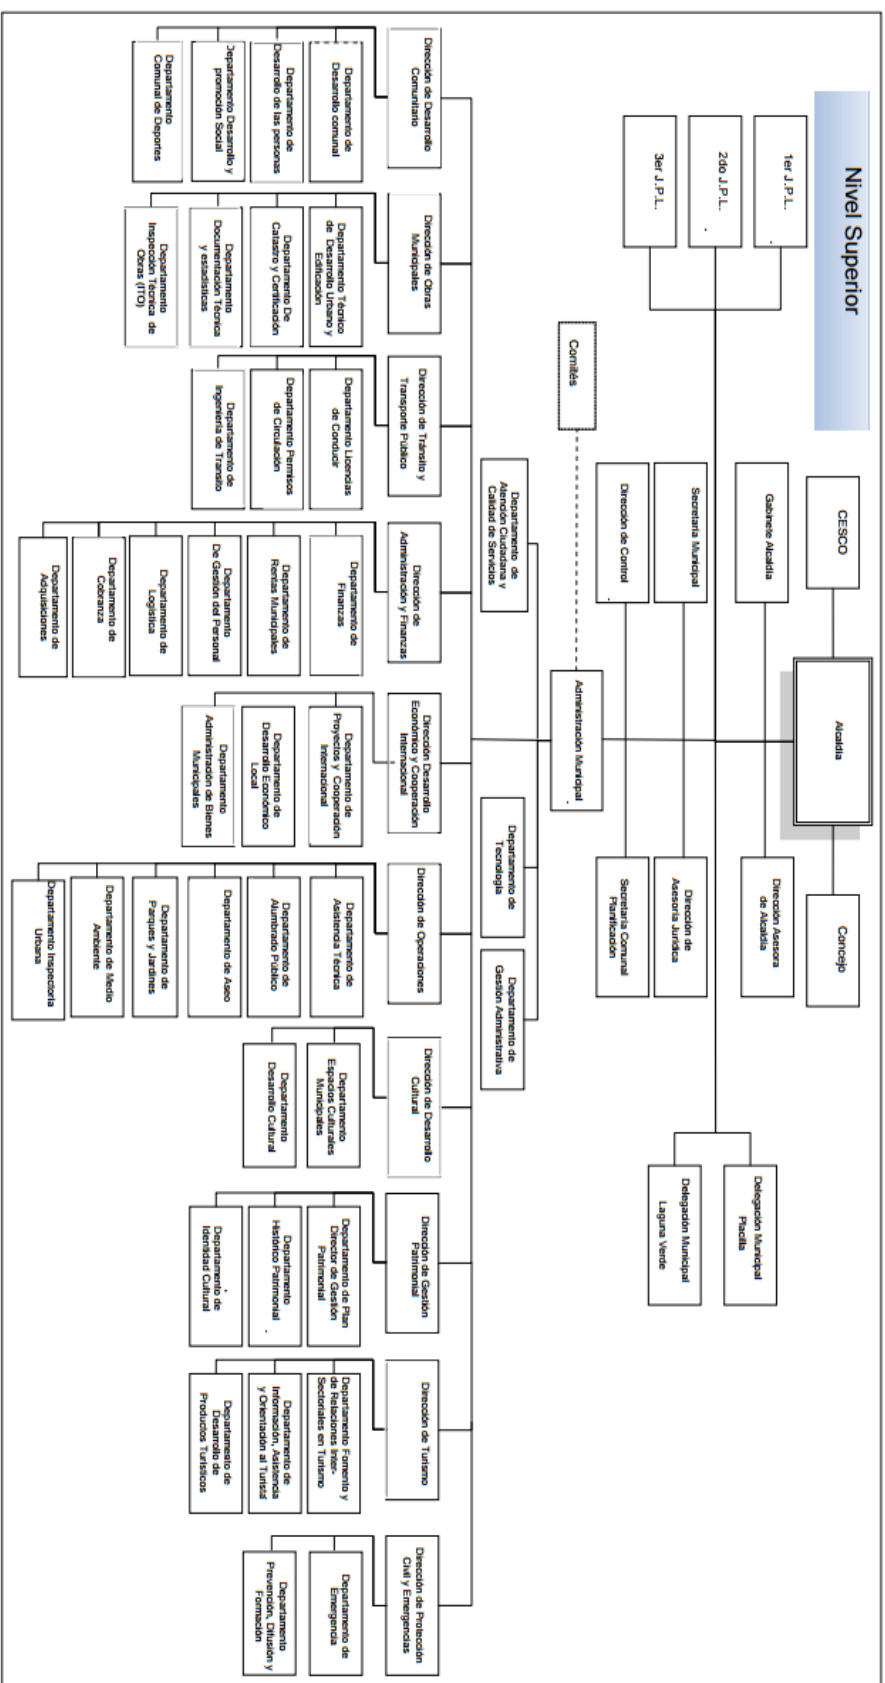 Nivel Superior
CESCO
Alcaldía
Concejo
1er J.P.L.
2do J.P.L.
3er J.P.L.
Gabinete Alcaldía
Dirección Asesora
de Alcaldía
Secretaría Municipal
Dirección de
Asesoría Jurídica
Dirección de Control
Secretaría Comunal
Planificación
Delegación Municipal
Placilla
Delegación Municipal
Laguna Verde
Comités
Administración Municipal
Departamento de
Atención Ciudadana y
Calidad de Servicios
Departamento de
Tecnología
Departamento de
Gestión Administrativa
Dirección de Desarrollo
Comunitario
Departamento de
Desarrollo comunal
Departamento de
Desarrollo de las personas
Departamento Desarrollo y
promoción Social
Departamento
Comunal de Deportes
Dirección de Obras
Municipales
Departamento Técnico
de Desarrollo Urbano y
Edificación
Departamento De
Catastro y Certificación
Departamento
Documentación Técnica
y estadísticas
Departamento
Inspección Técnica de
Obras (ITO)
Dirección de Tránsito y
Transporte Público
Departamento Licencias
de Conducir
Departamento Permisos
de Circulación
Departamento de
Ingeniería de Transito
Dirección de
Administración y Finanzas
Departamento de
Finanzas
Departamento de
Rentas Municipales
Departamento
De Gestión del Personal
Departamento de
Logística
Departamento de
Cobranza
Departamento de
Adquisiciones
Dirección Desarrollo
Económico y Cooperación
Internacional
Departamento de
Proyectos y Cooperación
Internacional
Departamento de
Desarrollo Económico
Local
Departamento
Administración de Bienes
Municipales
Dirección de Operaciones
Departamento de
Asistencia Técnica
Departamento de
Alumbrado Público
Departamento de Aseo
Departamento de
Parques y Jardines
Departamento de Medio
Ambiente
Departamento Inspectoría
Urbana
Dirección de Desarrollo
Cultural
Departamento
Espacios Culturales
Municipales
Departamento
Desarrollo Cultural
Dirección de Gestión
Patrimonial
Departamento de Plan
Director de Gestión
Patrimonial
Departamento
Histórico Patrimonial
Departamento de
Identidad Cultural
Dirección de Turismo
Departamento Fomento y
de Relaciones Inter-
Sectoriales en Turismo
Departamento de
Información, Asistencia
y Orientación al Turista
Departamento de
Desarrollo de
Productos Turísticos
Dirección de Protección
Civil y Emergencias
Departamento de
Emergencia
Departamento
Prevención, Difusión y
Formación